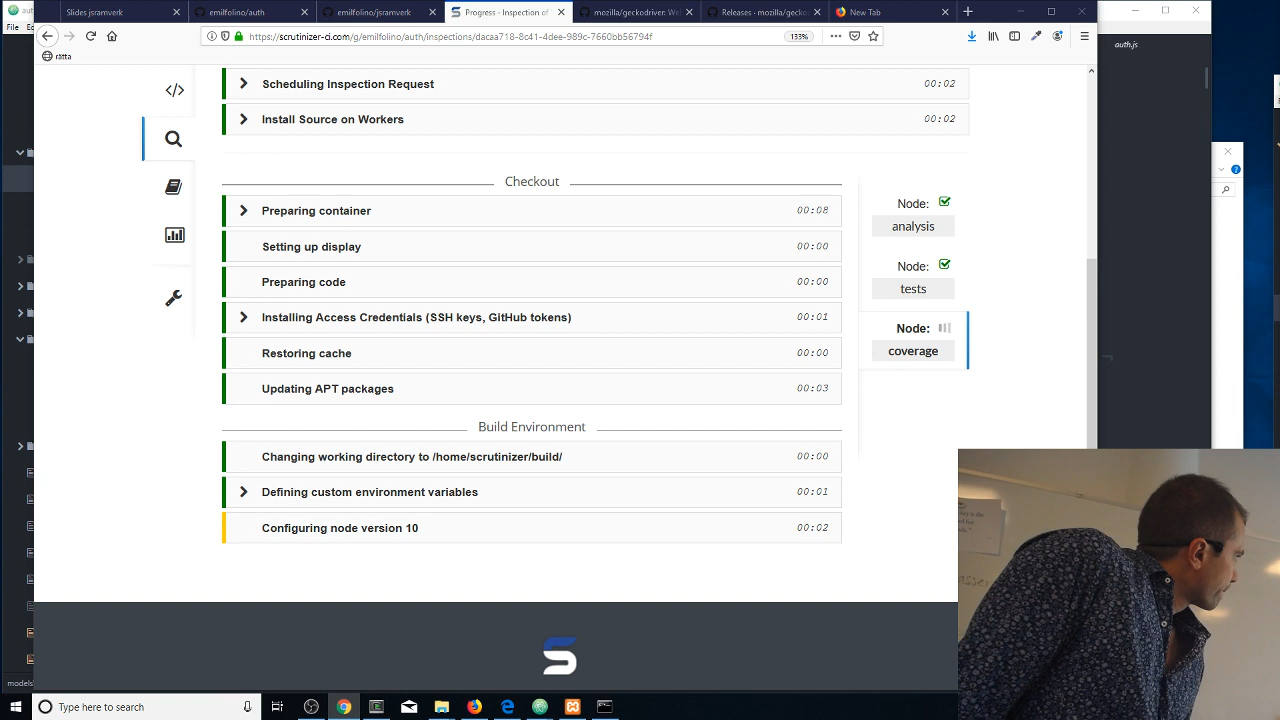 Slides jsramverk
emilfolino/auth
emilfolino/jsramverk
Progress - Inspection of
mozilla/geckodriver: We
Releases · mozilla/gecko
New Tab
File
https://scrutinizer-ci.com/g/emilfolino/auth/inspections/dacaa718-8c41-4dee-989c-7660bb56794f
133%
rätta
auth.js
Scheduling Inspection Request
00:02
Install Source on Workers
00:02
Checkout
Preparing container
00:08
Setting up display
00:00
Preparing code
00:00
Installing Access Credentials (SSH keys, GitHub tokens)
00:01
Restoring cache
00:00
Updating APT packages
00:03
Node:
analysis
Node:
tests
Node:
coverage
Build Environment
Changing working directory to /home/scrutinizer/build/
00:00
Defining custom environment variables
00:01
Configuring node version 10
00:02
models
Type here to search